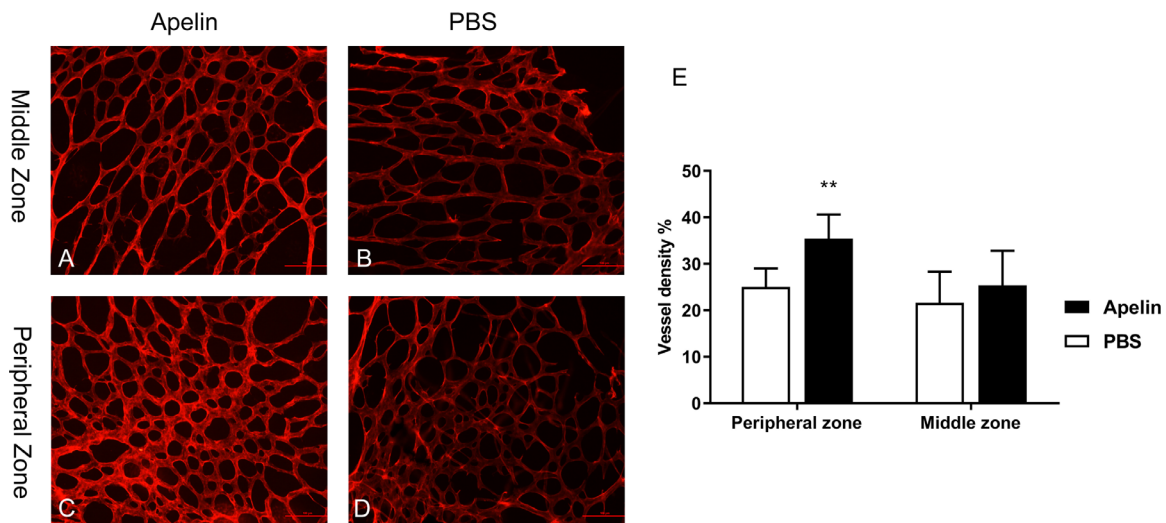 Apelin
PBS
Middle Zone
A
B
Peripheral Zone
C
D
E
**
Vessel density %
50
40
30
20
10
0
Peripheral zone
Middle zone
Apelin
PBS